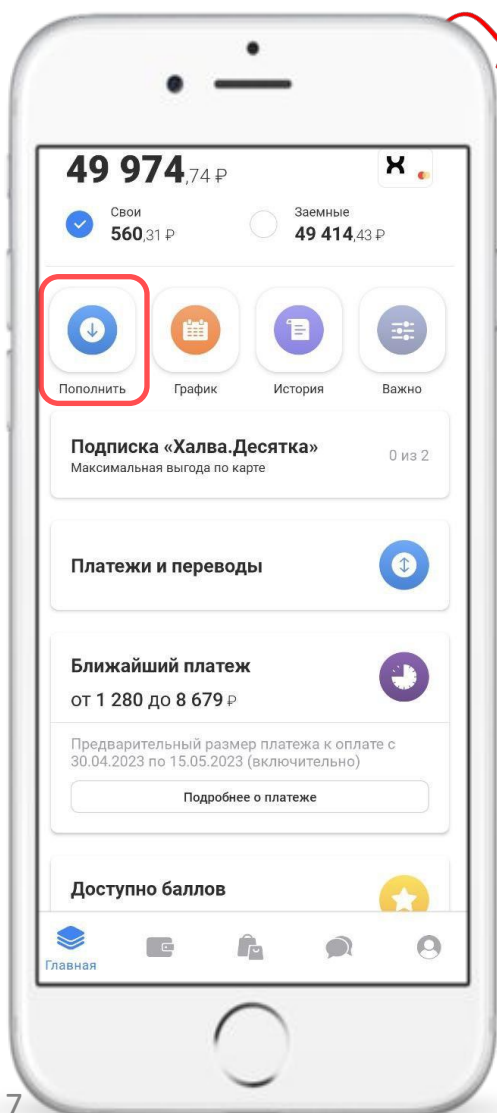 49 974,74 ₽
Свои
560,31 ₽
Заемные
49 414,43 ₽
Пополнить
График
История
Важно
Подписка «Халва.Десятка»
Максимальная выгода по карте
0 из 2
Платежи и переводы
Ближайший платеж
от 1 280 до 8 679 ₽
Предварительный размер платежа к оплате с
30.04.2023 по 15.05.2023 (включительно)
Подробнее о платеже
Доступно баллов
Главная
7